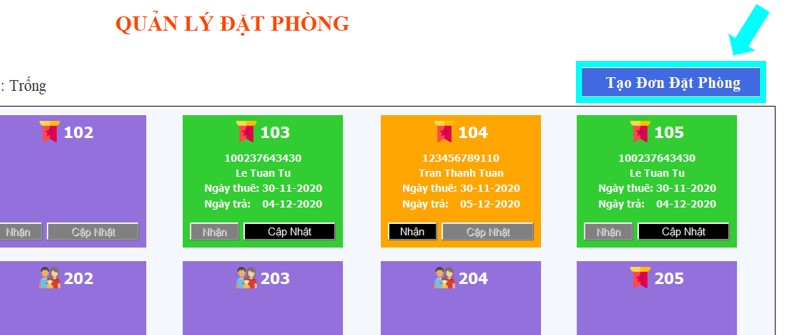 QUẢN LÝ ĐẶT PHÒNG
: Trống
Tạo Đơn Đặt Phòng
102
103
104
105
100237643430
123456789110
100237643430
Le Tuan Tu
Tran Thanh Tuan
Le Tuan Tu
Ngày thuê: 30-11-2020
Ngày thuê: 30-11-2020
Ngày thuê: 30-11-2020
Ngày trả: 04-12-2020
Ngày trả: 05-12-2020
Ngày trả: 04-12-2020
Nhận
Cập Nhật
Nhận
Cập Nhật
Nhận
Cập Nhật
Nhận
Cập Nhật
202
203
204
205